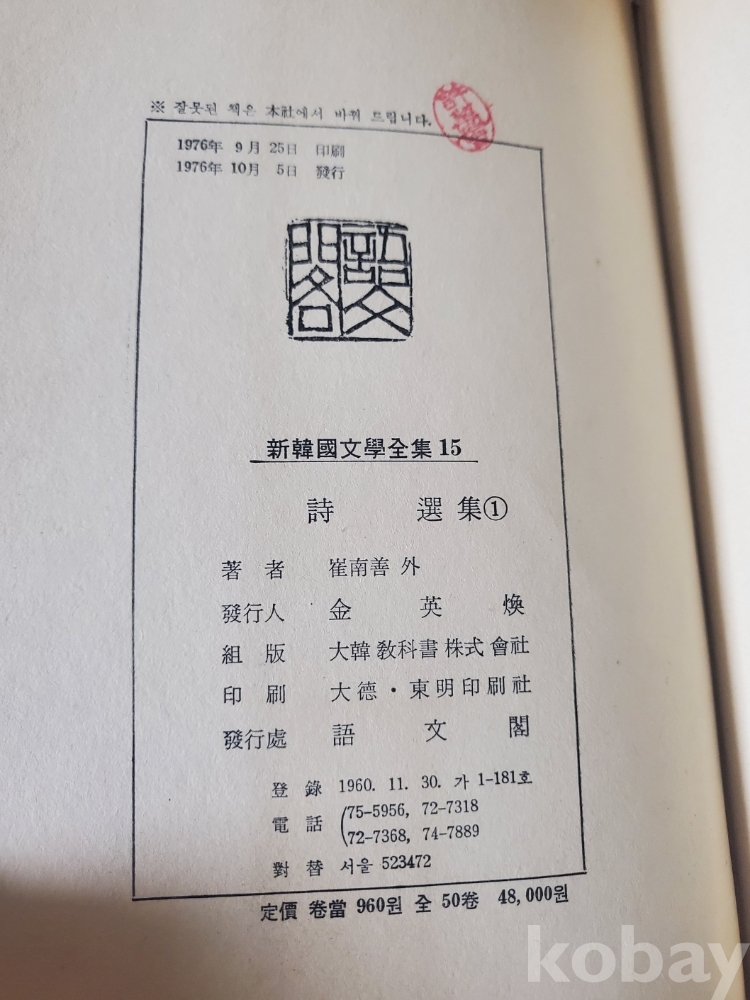 ※ 잘못된 책은 本社에서 바꿔 드립니다.
1976年 9月 25日 印刷
1976年 10月 5日 發行
語文閣
新韓國文學全集 15
詩 選集①
著者 崔南善 外
發行人 金英煥
組版 大韓敎科書株式會社
印刷 大德・東明印刷社
發行處 語文閣
登錄 1960. 11. 30. 가 1-181호
電話 (75-5956, 72-7318
72-7368, 74-7889
對替 서울 523472
定價 卷當 960원 全 50卷 48,000원
kobay